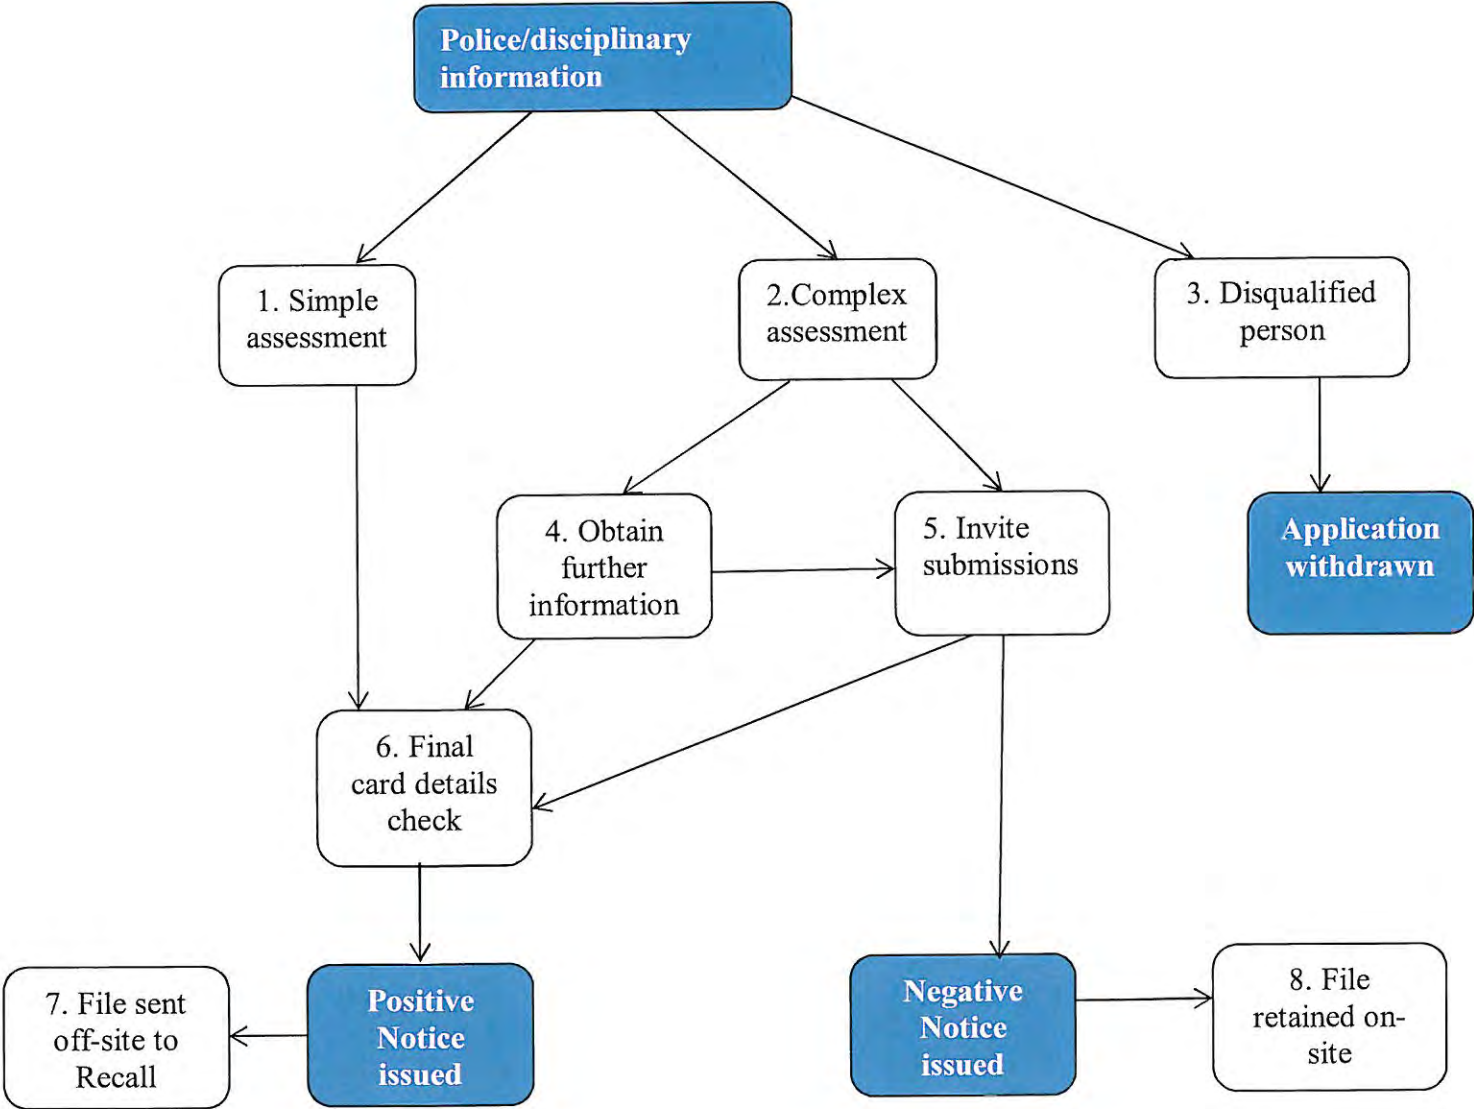 Police/disciplinary
information
1. Simple
assessment
2.Complex
assessment
3. Disqualified
person
4. Obtain
further
information
5. Invite
submissions
Application
withdrawn
6. Final
card details
check
7. File sent
off-site to
Recall
Positive
Notice
issued
Negative
Notice
issued
8. File
retained on-
site